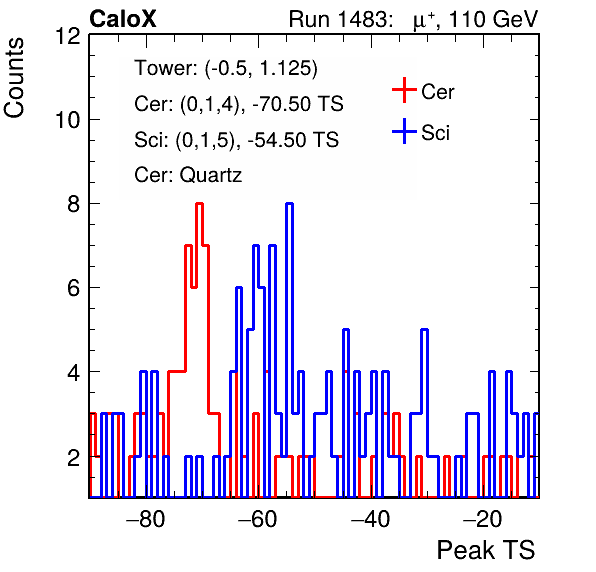 CaloX Run 1483: μ⁺, 110 GeV
Counts
Tower: (-0.5, 1.125)
Cer: (0,1,4), -70.50 TS
Sci: (0,1,5), -54.50 TS
Cer: Quartz
Cer
Sci
12
10
8
6
4
2
−80 −60 −40 −20
Peak TS